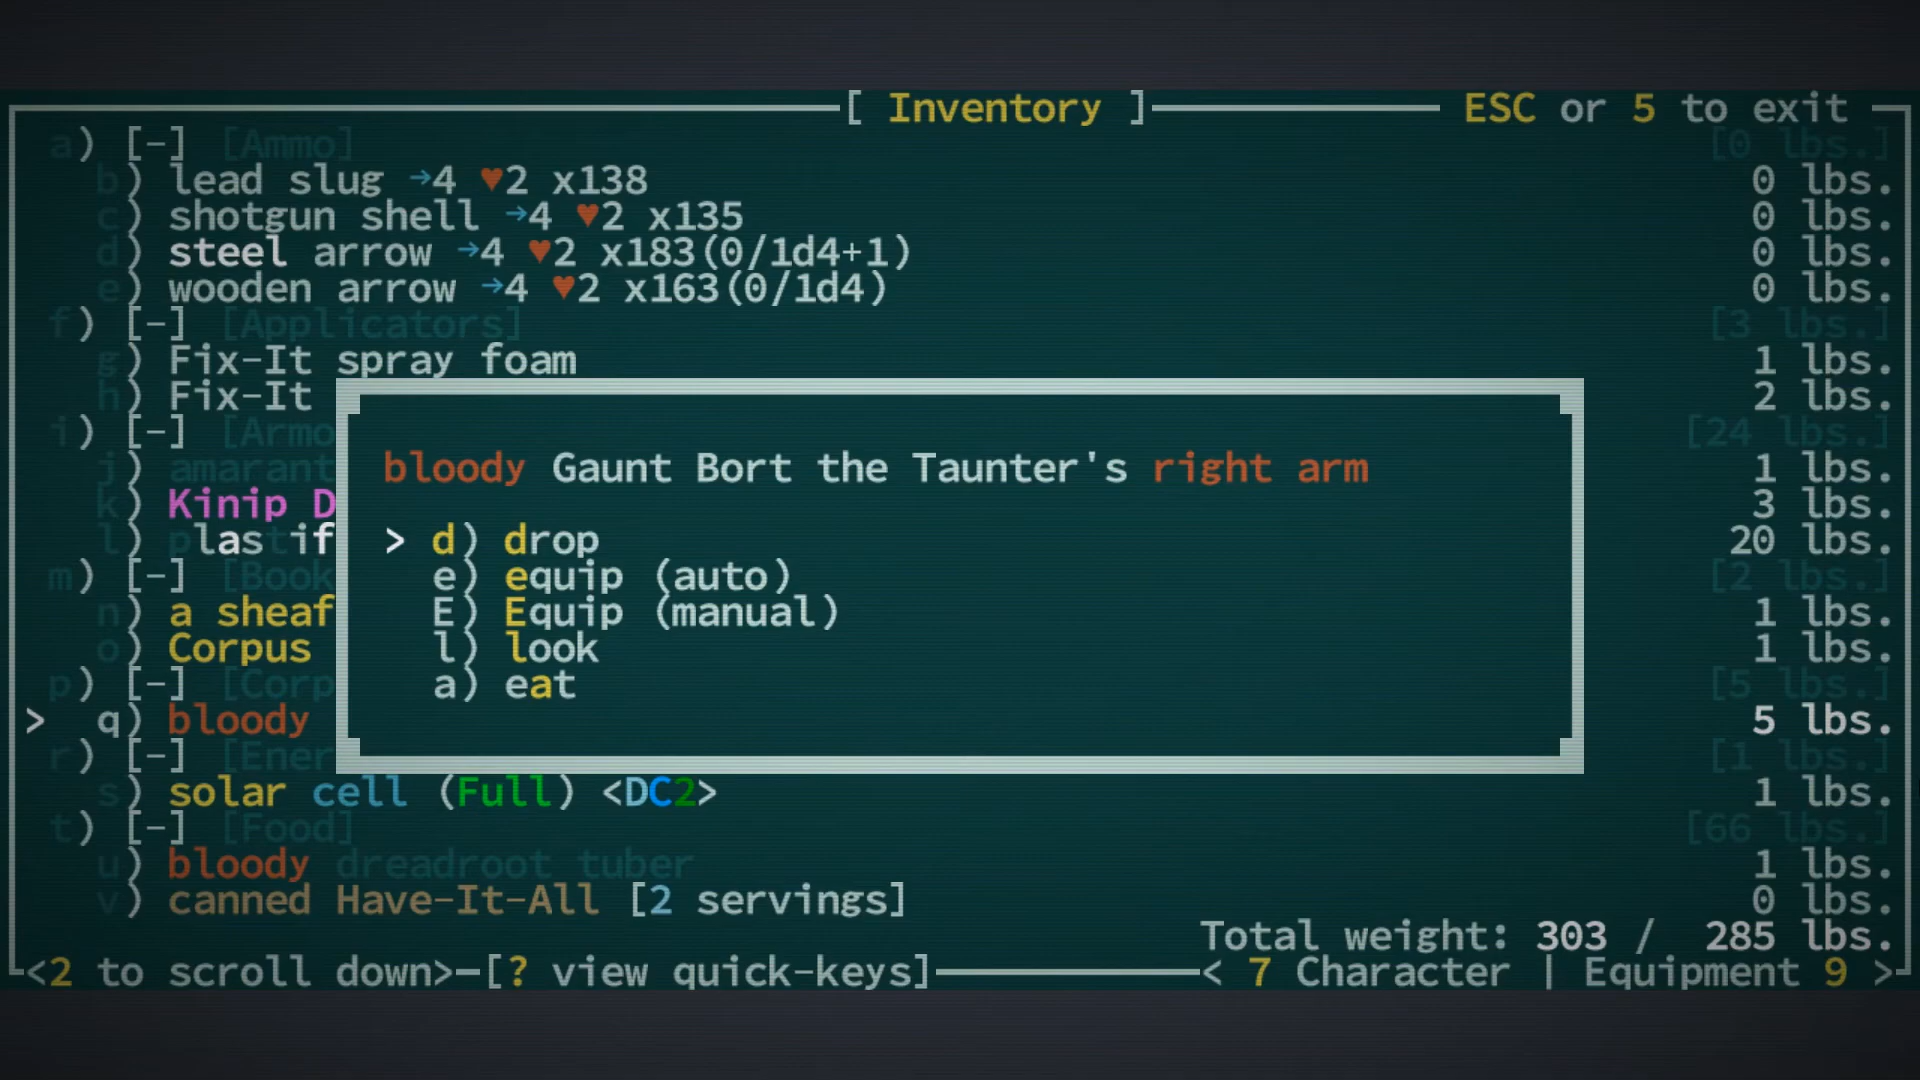 [ Inventory ] ESC or 5 to exit
a) [-] [Ammo] [0 lbs.]
b) lead slug →4 ♥2 x138 0 lbs.
c) shotgun shell →4 ♥2 x135 0 lbs.
d) steel arrow →4 ♥2 x183(0/1d4+1) 0 lbs.
e) wooden arrow →4 ♥2 x163(0/1d4) 0 lbs.
f) [-] [Applicators] [3 lbs.]
g) Fix-It spray foam 1 lbs.
h) Fix-It 2 lbs.
i) [-] [Armo [24 lbs.]
j) amarant 1 lbs.
k) Kinip D 3 lbs.
l) plastif 20 lbs.
m) [-] [Book [2 lbs.]
n) a sheaf 1 lbs.
o) Corpus 1 lbs.
p) [-] [Corp [5 lbs.]
> q) bloody 5 lbs.
r) [-] [Ener [1 lbs.]
s) solar cell (Full) <DC2> 1 lbs.
t) [-] [Food] [66 lbs.]
u) bloody dreadroot tuber 1 lbs.
v) canned Have-It-All [2 servings] 0 lbs.
Total weight: 303 / 285 lbs.
<2 to scroll down> [? view quick-keys] < 7 Character | Equipment 9 >
bloody Gaunt Bort the Taunter's right arm
> d) drop
e) equip (auto)
E) Equip (manual)
l) look
a) eat